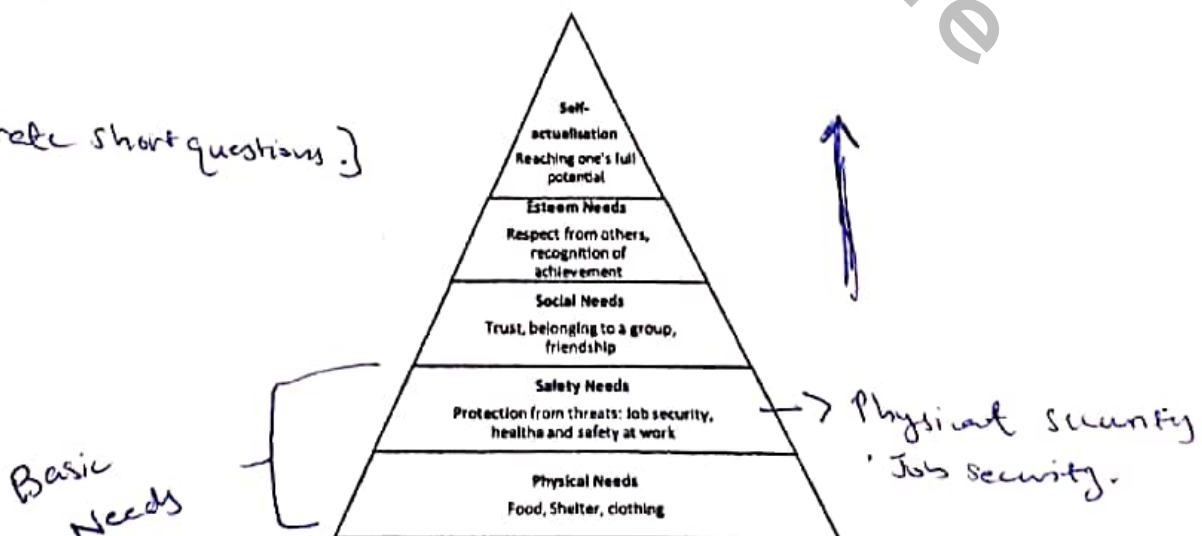 short questions.]
Self-
actualisation
Reaching one's full
potential
Esteem Needs
Respect from others,
recognition of
achievement
Social Needs
Trust, belonging to a group,
friendship
Safety Needs
Protection from threats: Job security,
healtha and safety at work
Physical security
Job security.
Basic
Needs
Physical Needs
Food, Shelter, clothing